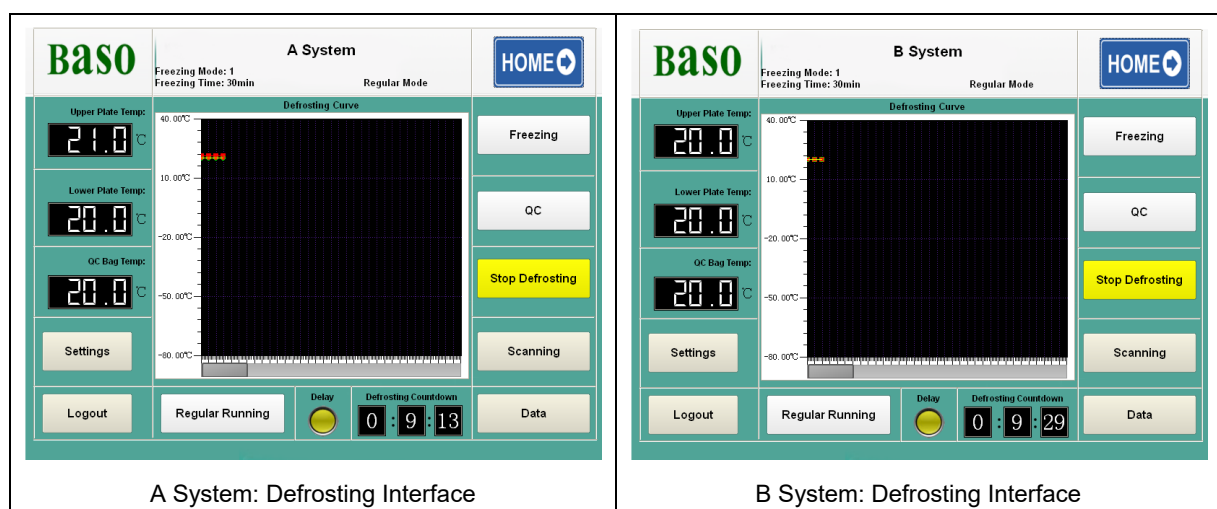 Baso
A System
Freezing Mode: 1
Freezing Time: 30min
Regular Mode
HOME
Upper Plate Temp:
21.0 ℃
Lower Plate Temp:
20.0 ℃
QC Bag Temp:
20.0 ℃
Settings
Logout
Defrosting Curve
40.00℃
10.00℃
-20.00℃
-50.00℃
-80.00℃
Regular Running
Delay
Defrosting Countdown
0 : 9 : 13
Freezing
QC
Stop Defrosting
Scanning
Data
A System: Defrosting Interface
Baso
B System
Freezing Mode: 1
Freezing Time: 30min
Regular Mode
HOME
Upper Plate Temp:
20.0 ℃
Lower Plate Temp:
20.0 ℃
QC Bag Temp:
20.0 ℃
Settings
Logout
Defrosting Curve
40.00℃
10.00℃
-20.00℃
-50.00℃
-80.00℃
Regular Running
Delay
Defrosting Countdown
0 : 9 : 29
Freezing
QC
Stop Defrosting
Scanning
Data
B System: Defrosting Interface